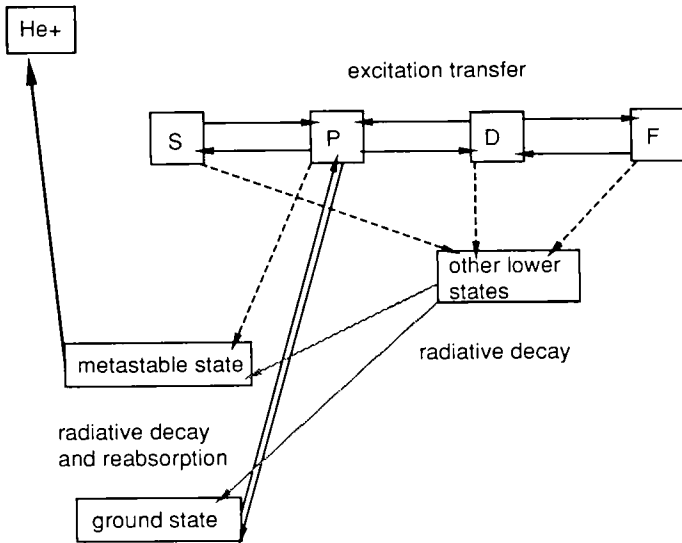 He+
excitation transfer
S
P
D
F
other lower
states
metastable state
radiative decay
radiative decay
and reabsorption
ground state